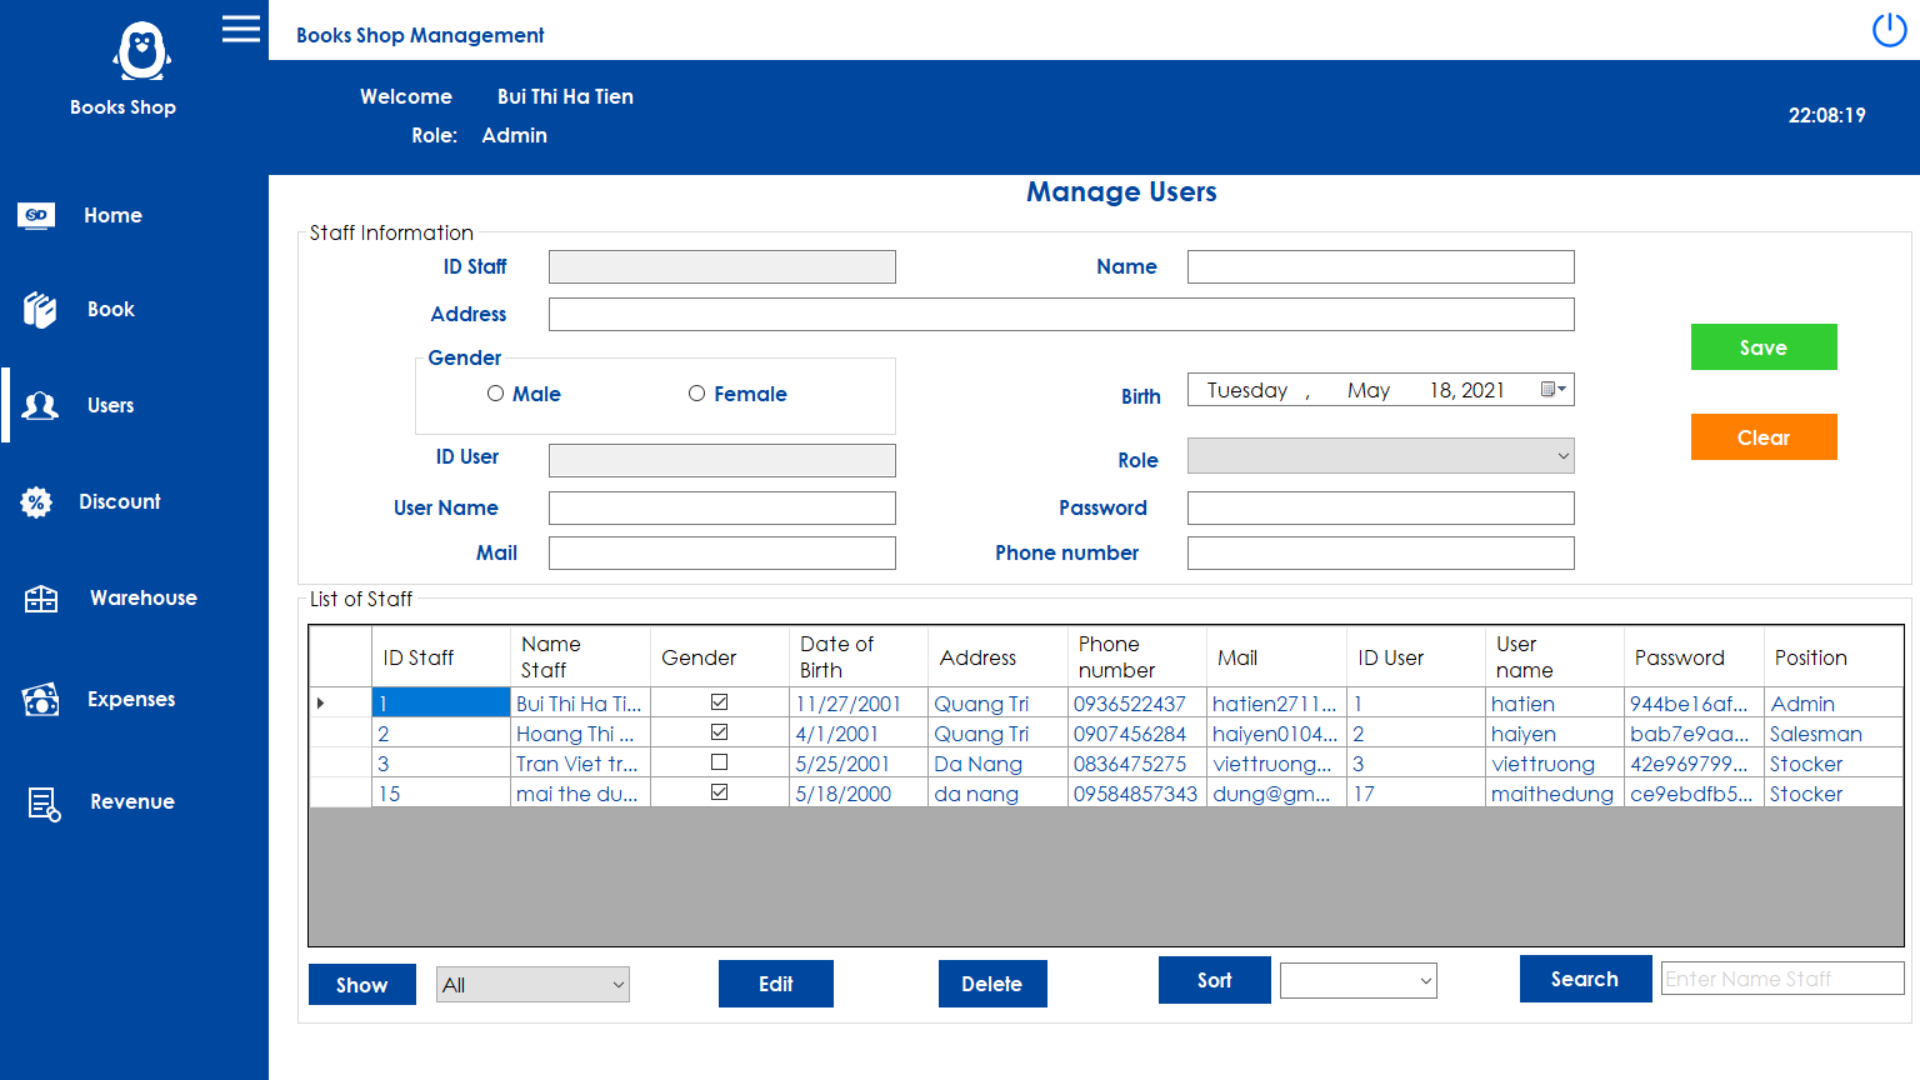 Books Shop
Home
Book
Users
Discount
Warehouse
Expenses
Revenue
Books Shop Management
Welcome Bui Thi Ha Tien
Role: Admin
22:08:19
Manage Users
Staff Information
ID Staff
Name
Address
Gender
Male Female
Birth Tuesday , May 18, 2021
ID User
Role
User Name
Password
Mail
Phone number
Save
Clear
List of Staff
ID Staff Name Staff Gender Date of Birth Address Phone number Mail ID User User name Password Position
1 Bui Thi Ha Ti... 11/27/2001 Quang Tri 0936522437 hatien2711... 1 hatien 944be16af... Admin
2 Hoang Thi ... 4/1/2001 Quang Tri 0907456284 haiyen0104... 2 haiyen bab7e9aa... Salesman
3 Tran Viet tr... 5/25/2001 Da Nang 0836475275 viettruong... 3 viettruong 42e969799... Stocker
15 mai the du... 5/18/2000 da nang 09584857343 dung@gm... 17 maithedung ce9ebdfb5... Stocker
Show All Edit Delete Sort Search Enter Name Staff